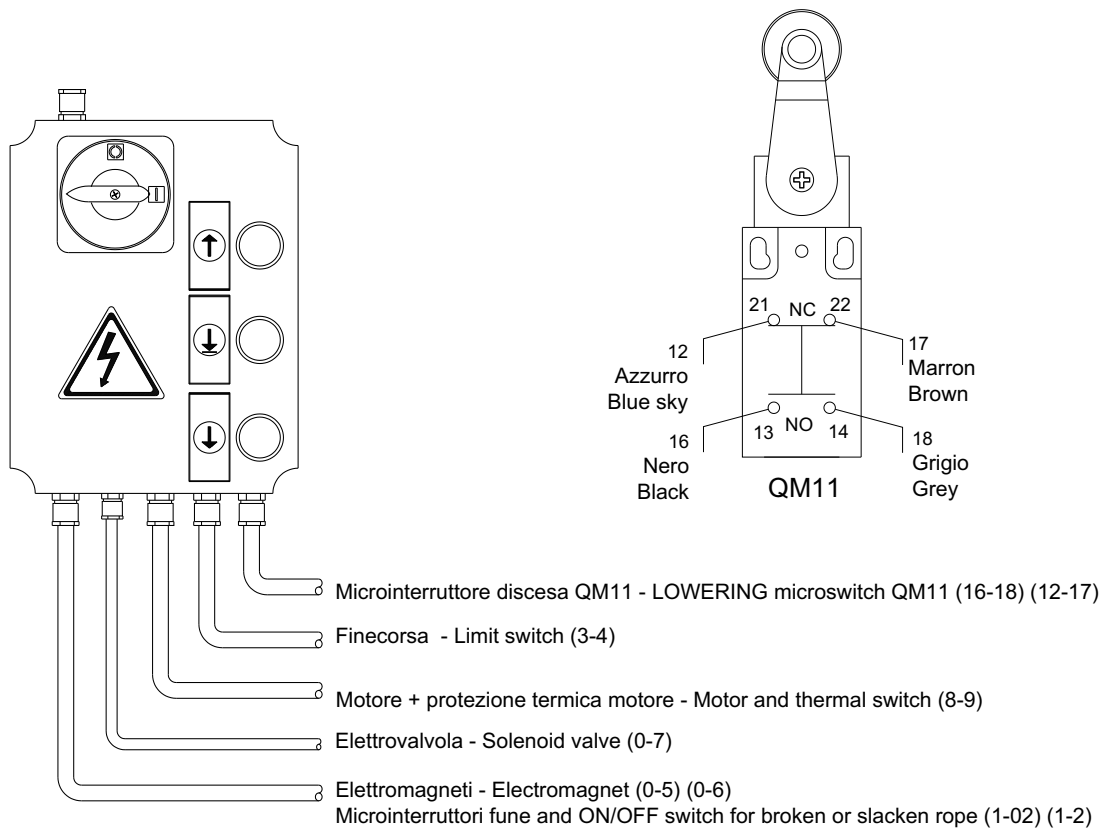 21 NC 22
12
Azzurro
Blue sky
17
Marron
Brown
16
Nero
Black
13 NO 14
18
Grigio
Grey
QM11
Microinterruttore discesa QM11 - LOWERING microswitch QM11 (16-18) (12-17)
Finecorsa - Limit switch (3-4)
Motore + protezione termica motore - Motor and thermal switch (8-9)
Elettrovalvola - Solenoid valve (0-7)
Elettromagneti - Electromagnet (0-5) (0-6)
Microinterruttori fune and ON/OFF switch for broken or slacken rope (1-02) (1-2)